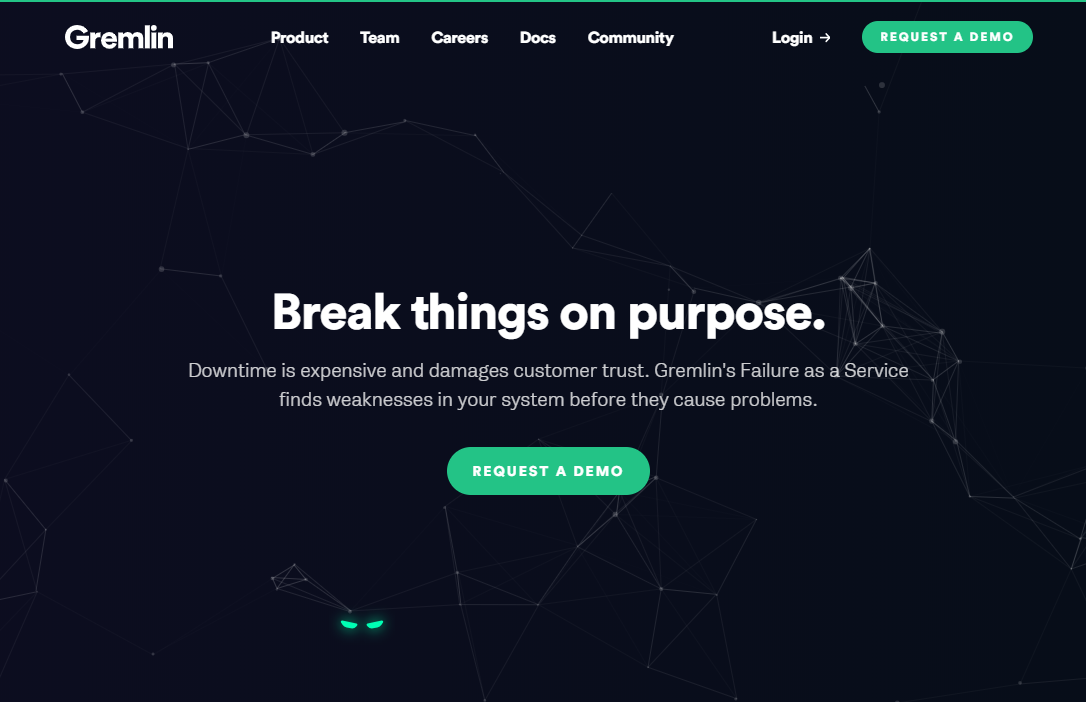 Gremlin
Product Team Careers Docs Community
Login →
REQUEST A DEMO
Break things on purpose.
Downtime is expensive and damages customer trust. Gremlin's Failure as a Service
finds weaknesses in your system before they cause problems.
REQUEST A DEMO